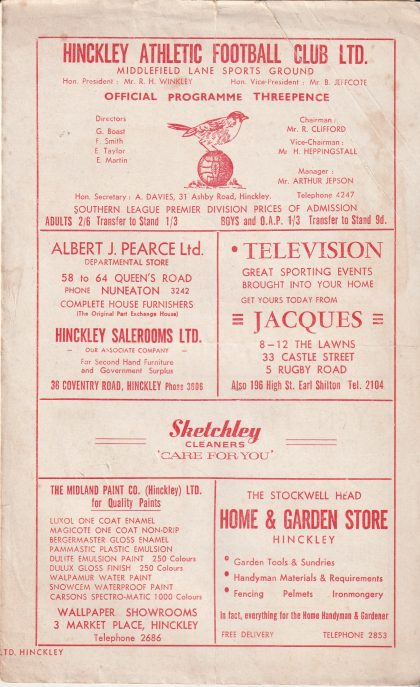 HINCKLEY ATHLETIC FOOTBALL CLUB LTD.
MIDDLEFIELD LANE SPORTS GROUND
Hon. President : Mr. R. H. WINKLEY Hon. Vice-President : Mr. B. JEFFCOTE
OFFICIAL PROGRAMME THREEPENCE
Directors
G. Boast
F. Smith
E. Taylor
E. Martin
Chairman :
Mr. R. CLIFFORD
Vice-Chairman :
Mr H. HEPPINGSTALL
Manager :
Mr. ARTHUR JEPSON
Hon. Secretary : A. DAVIES, 31 Ashby Road, Hinckley. Telephone 4247
SOUTHERN LEAGUE PREMIER DIVISION PRICES OF ADMISSION
ADULTS 2/6 Transfer to Stand 1/3 BOYS and O.A.P. 1/3 Transfer to Stand 9d.
ALBERT J. PEARCE Ltd.
DEPARTMENTAL STORE
58 to 64 QUEEN'S ROAD
PHONE NUNEATON 3242
COMPLETE HOUSE FURNISHERS
(The Original Part Exchange House)
HINCKLEY SALEROOMS LTD.
— OUR ASSOCIATE COMPANY —
For Second Hand Furniture
and Government Surplus
38 COVENTRY ROAD, HINCKLEY Phone 3806
• TELEVISION
GREAT SPORTING EVENTS
BROUGHT INTO YOUR HOME
GET YOURS TODAY FROM
JACQUES
8–12 THE LAWNS
33 CASTLE STREET
5 RUGBY ROAD
Also 196 High St. Earl Shilton Tel. 2104
Sketchley
CLEANERS
'CARE FOR YOU'
THE MIDLAND PAINT CO. (Hinckley) LTD.
for Quality Paints
LUXOL ONE COAT ENAMEL
MAGICOTE ONE COAT NON-DRIP
BERGERMASTER GLOSS ENAMEL
PAMMASTIC PLASTIC EMULSION
DULITE EMULSION PAINT 250 Colours
DULUX GLOSS FINISH 250 Colours
WALPAMUR WATER PAINT
SNOWCEM WATERPROOF PAINT
CARSONS SPECTRO-MATIC 1000 Colours
WALLPAPER SHOWROOMS
3 MARKET PLACE, HINCKLEY
Telephone 2686
THE STOCKWELL HEAD
HOME & GARDEN STORE
HINCKLEY
• Garden Tools & Sundries
• Handyman Materials & Requirements
• Fencing Pelmets Ironmongery
In fact, everything for the Home Handyman & Gardener
FREE DELIVERY TELEPHONE 2853
LTD. HINCKLEY